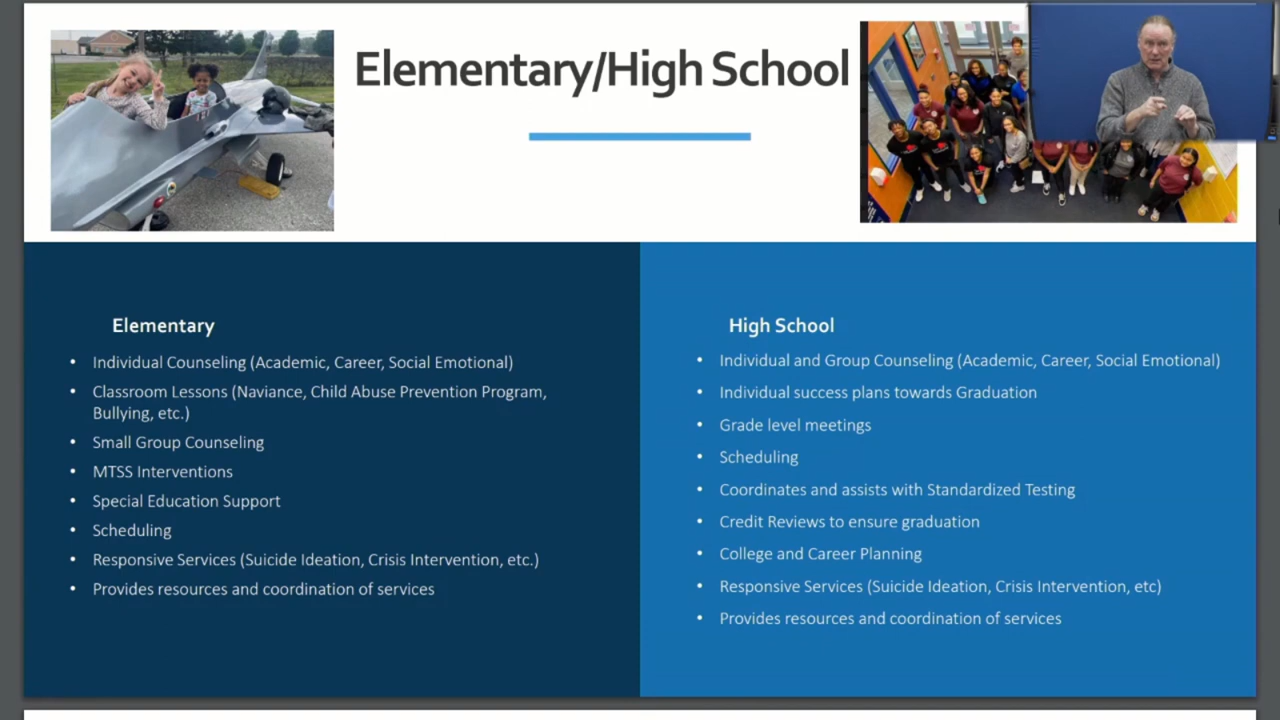 Elementary/High School
Elementary
• Individual Counseling (Academic, Career, Social Emotional)
• Classroom Lessons (Naviance, Child Abuse Prevention Program,
Bullying, etc.)
• Small Group Counseling
• MTSS Interventions
• Special Education Support
• Scheduling
• Responsive Services (Suicide Ideation, Crisis Intervention, etc.)
• Provides resources and coordination of services
High School
• Individual and Group Counseling (Academic, Career, Social Emotional)
• Individual success plans towards Graduation
• Grade level meetings
• Scheduling
• Coordinates and assists with Standardized Testing
• Credit Reviews to ensure graduation
• College and Career Planning
• Responsive Services (Suicide Ideation, Crisis Intervention, etc)
• Provides resources and coordination of services